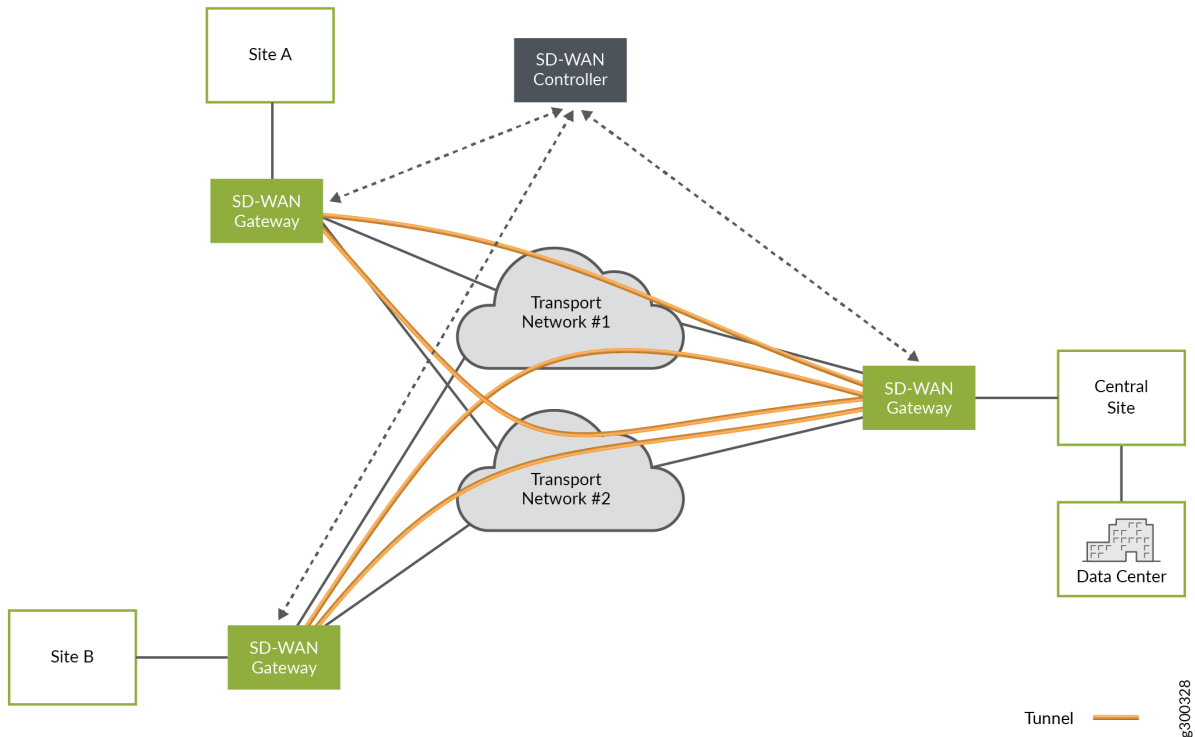 Site A
SD-WAN
Controller
SD-WAN
Gateway
Transport
Network #1
SD-WAN
Gateway
Central
Site
Transport
Network #2
Data Center
Site B
SD-WAN
Gateway
Tunnel
g300328